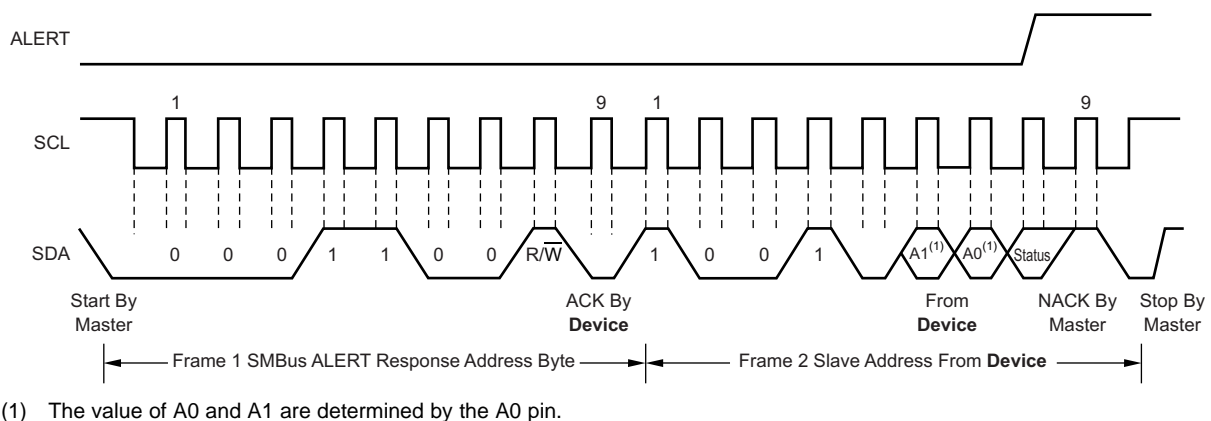 ALERT
1 9 1 9
SCL
SDA 0 0 0 1 1 0 0 R/W 1 0 0 1 A1(1) A0(1) Status
Start By Master
ACK By Device
From Device
NACK By Master
Stop By Master
Frame 1 SMBus ALERT Response Address Byte
Frame 2 Slave Address From Device
(1) The value of A0 and A1 are determined by the A0 pin.